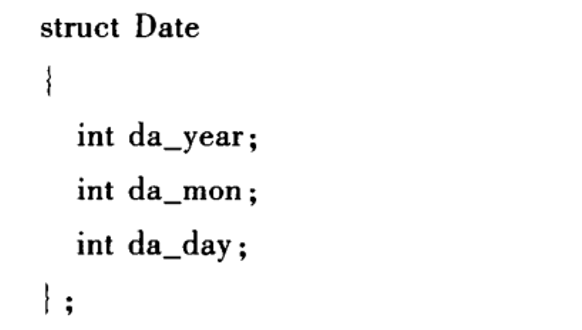 struct Date
{
int da_year;
int da_mon;
int da_day;
};